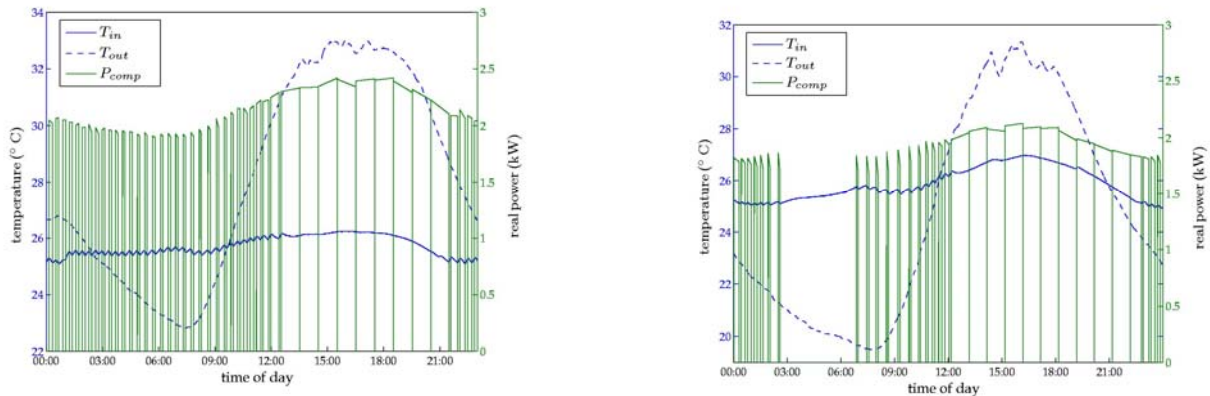 34
32
30
28
26
24
22
temperature (° C)
T_in
T_out
P_comp
3
2.5
2
1.5
1
0.5
0
real power (kW)
00:00 03:00 06:00 09:00 12:00 15:00 18:00 21:00
time of day
32
30
28
26
24
22
20
temperature (° C)
T_in
T_out
P_comp
3
2.5
2
1.5
1
0.5
0
real power (kW)
00:00 03:00 06:00 09:00 12:00 15:00 18:00 21:00
time of day